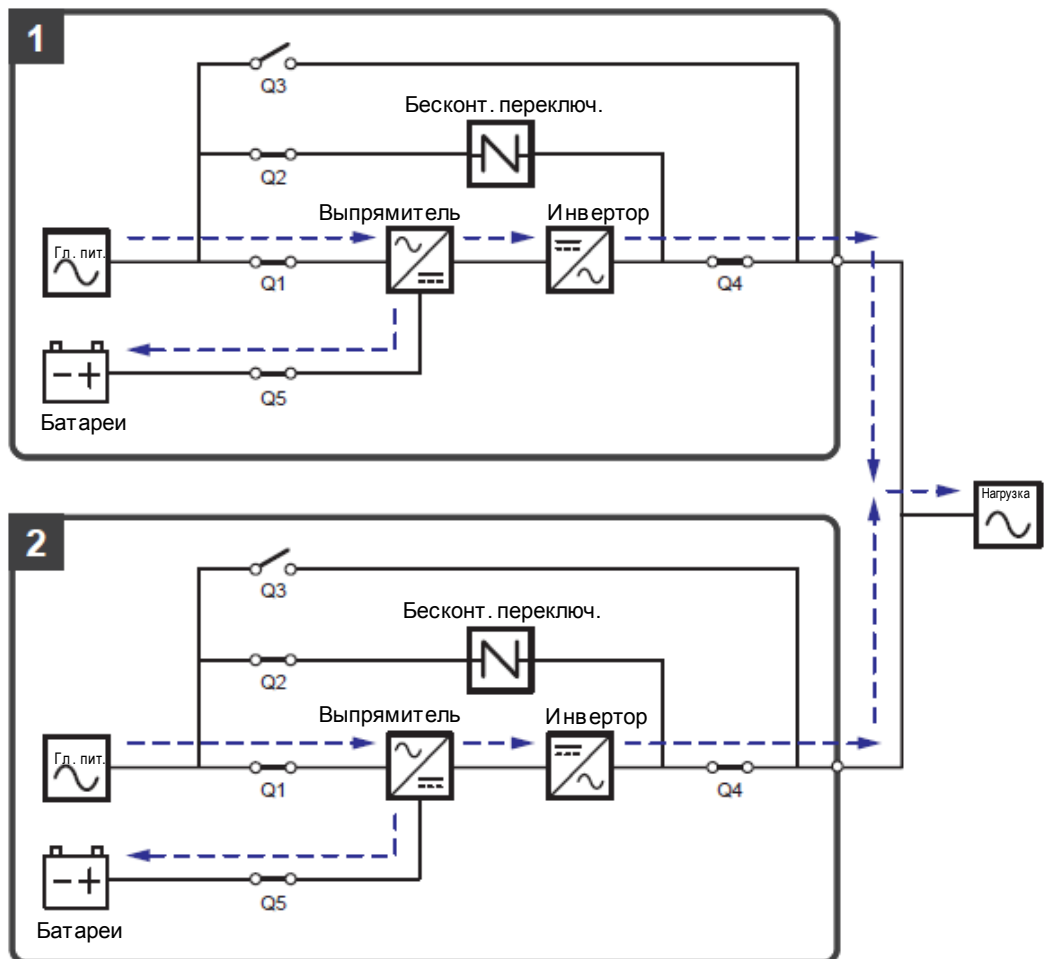 1
Q3
Бесконт. переключ.
Q2
Выпрямитель
Инвертор
Гл. пит.
Q1
Q4
Q5
Батареи
Нагрузка
2
Q3
Бесконт. переключ.
Q2
Выпрямитель
Инвертор
Гл. пит.
Q1
Q4
Q5
Батареи